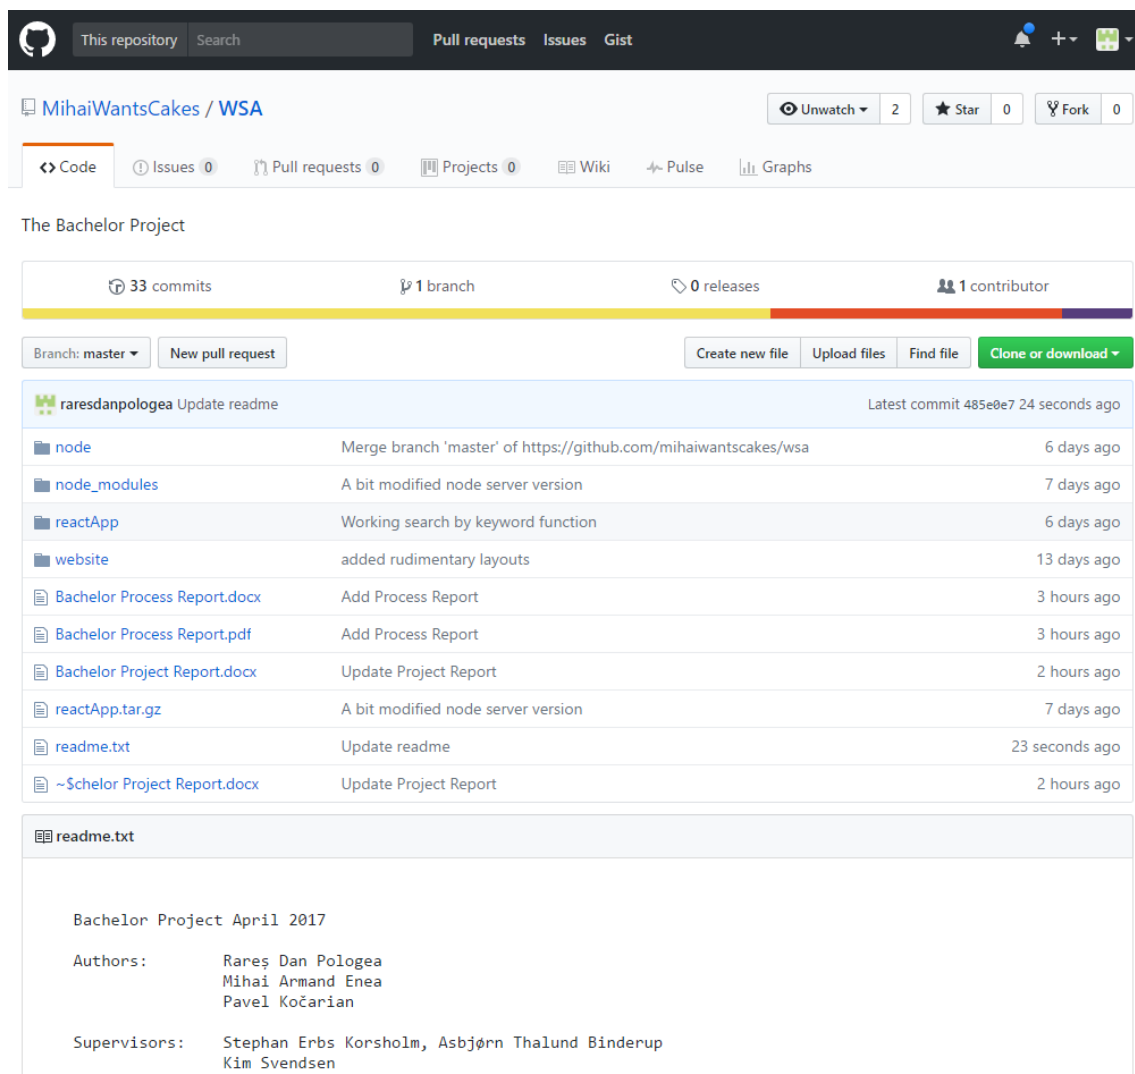 This repository Search Pull requests Issues Gist
MihaiWantsCakes / WSA Unwatch 2 Star 0 Fork 0
Code Issues 0 Pull requests 0 Projects 0 Wiki Pulse Graphs
The Bachelor Project
33 commits 1 branch 0 releases 1 contributor
Branch: master New pull request Create new file Upload files Find file Clone or download
raresdanpologea Update readme Latest commit 485e0e7 24 seconds ago
node Merge branch 'master' of https://github.com/mihaiwantscakes/wsa 6 days ago
node_modules A bit modified node server version 7 days ago
reactApp Working search by keyword function 6 days ago
website added rudimentary layouts 13 days ago
Bachelor Process Report.docx Add Process Report 3 hours ago
Bachelor Process Report.pdf Add Process Report 3 hours ago
Bachelor Project Report.docx Update Project Report 2 hours ago
reactApp.tar.gz A bit modified node server version 7 days ago
readme.txt Update readme 23 seconds ago
~$chelor Project Report.docx Update Project Report 2 hours ago
readme.txt
Bachelor Project April 2017
Authors: Rareș Dan Pologea
Mihai Armand Enea
Pavel Kočarian
Supervisors: Stephan Erbs Korsholm, Asbjørn Thalund Binderup
Kim Svendsen